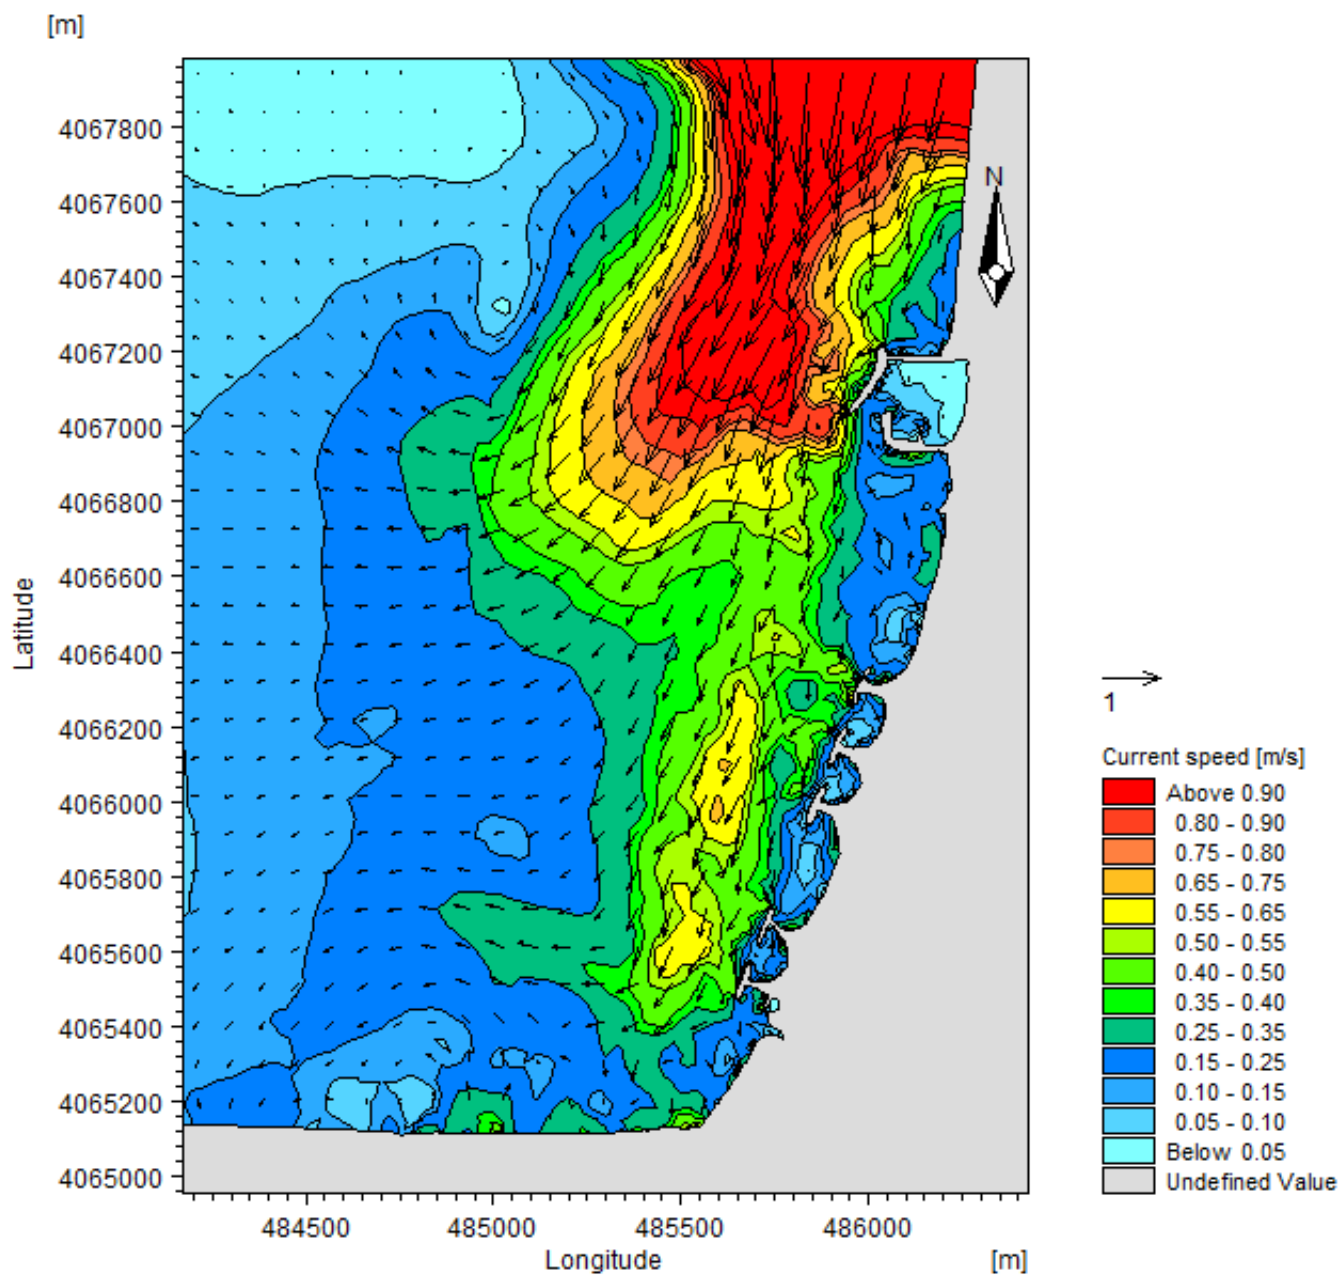 [m]
4067800
4067600
4067400
4067200
4067000
4066800
4066600
4066400
4066200
4066000
4065800
4065600
4065400
4065200
4065000
Latitude
484500
485000
485500
486000
Longitude
[m]
N
1
Current speed [m/s]
Above 0.90
0.80 - 0.90
0.75 - 0.80
0.65 - 0.75
0.55 - 0.65
0.50 - 0.55
0.40 - 0.50
0.35 - 0.40
0.25 - 0.35
0.15 - 0.25
0.10 - 0.15
0.05 - 0.10
Below 0.05
Undefined Value